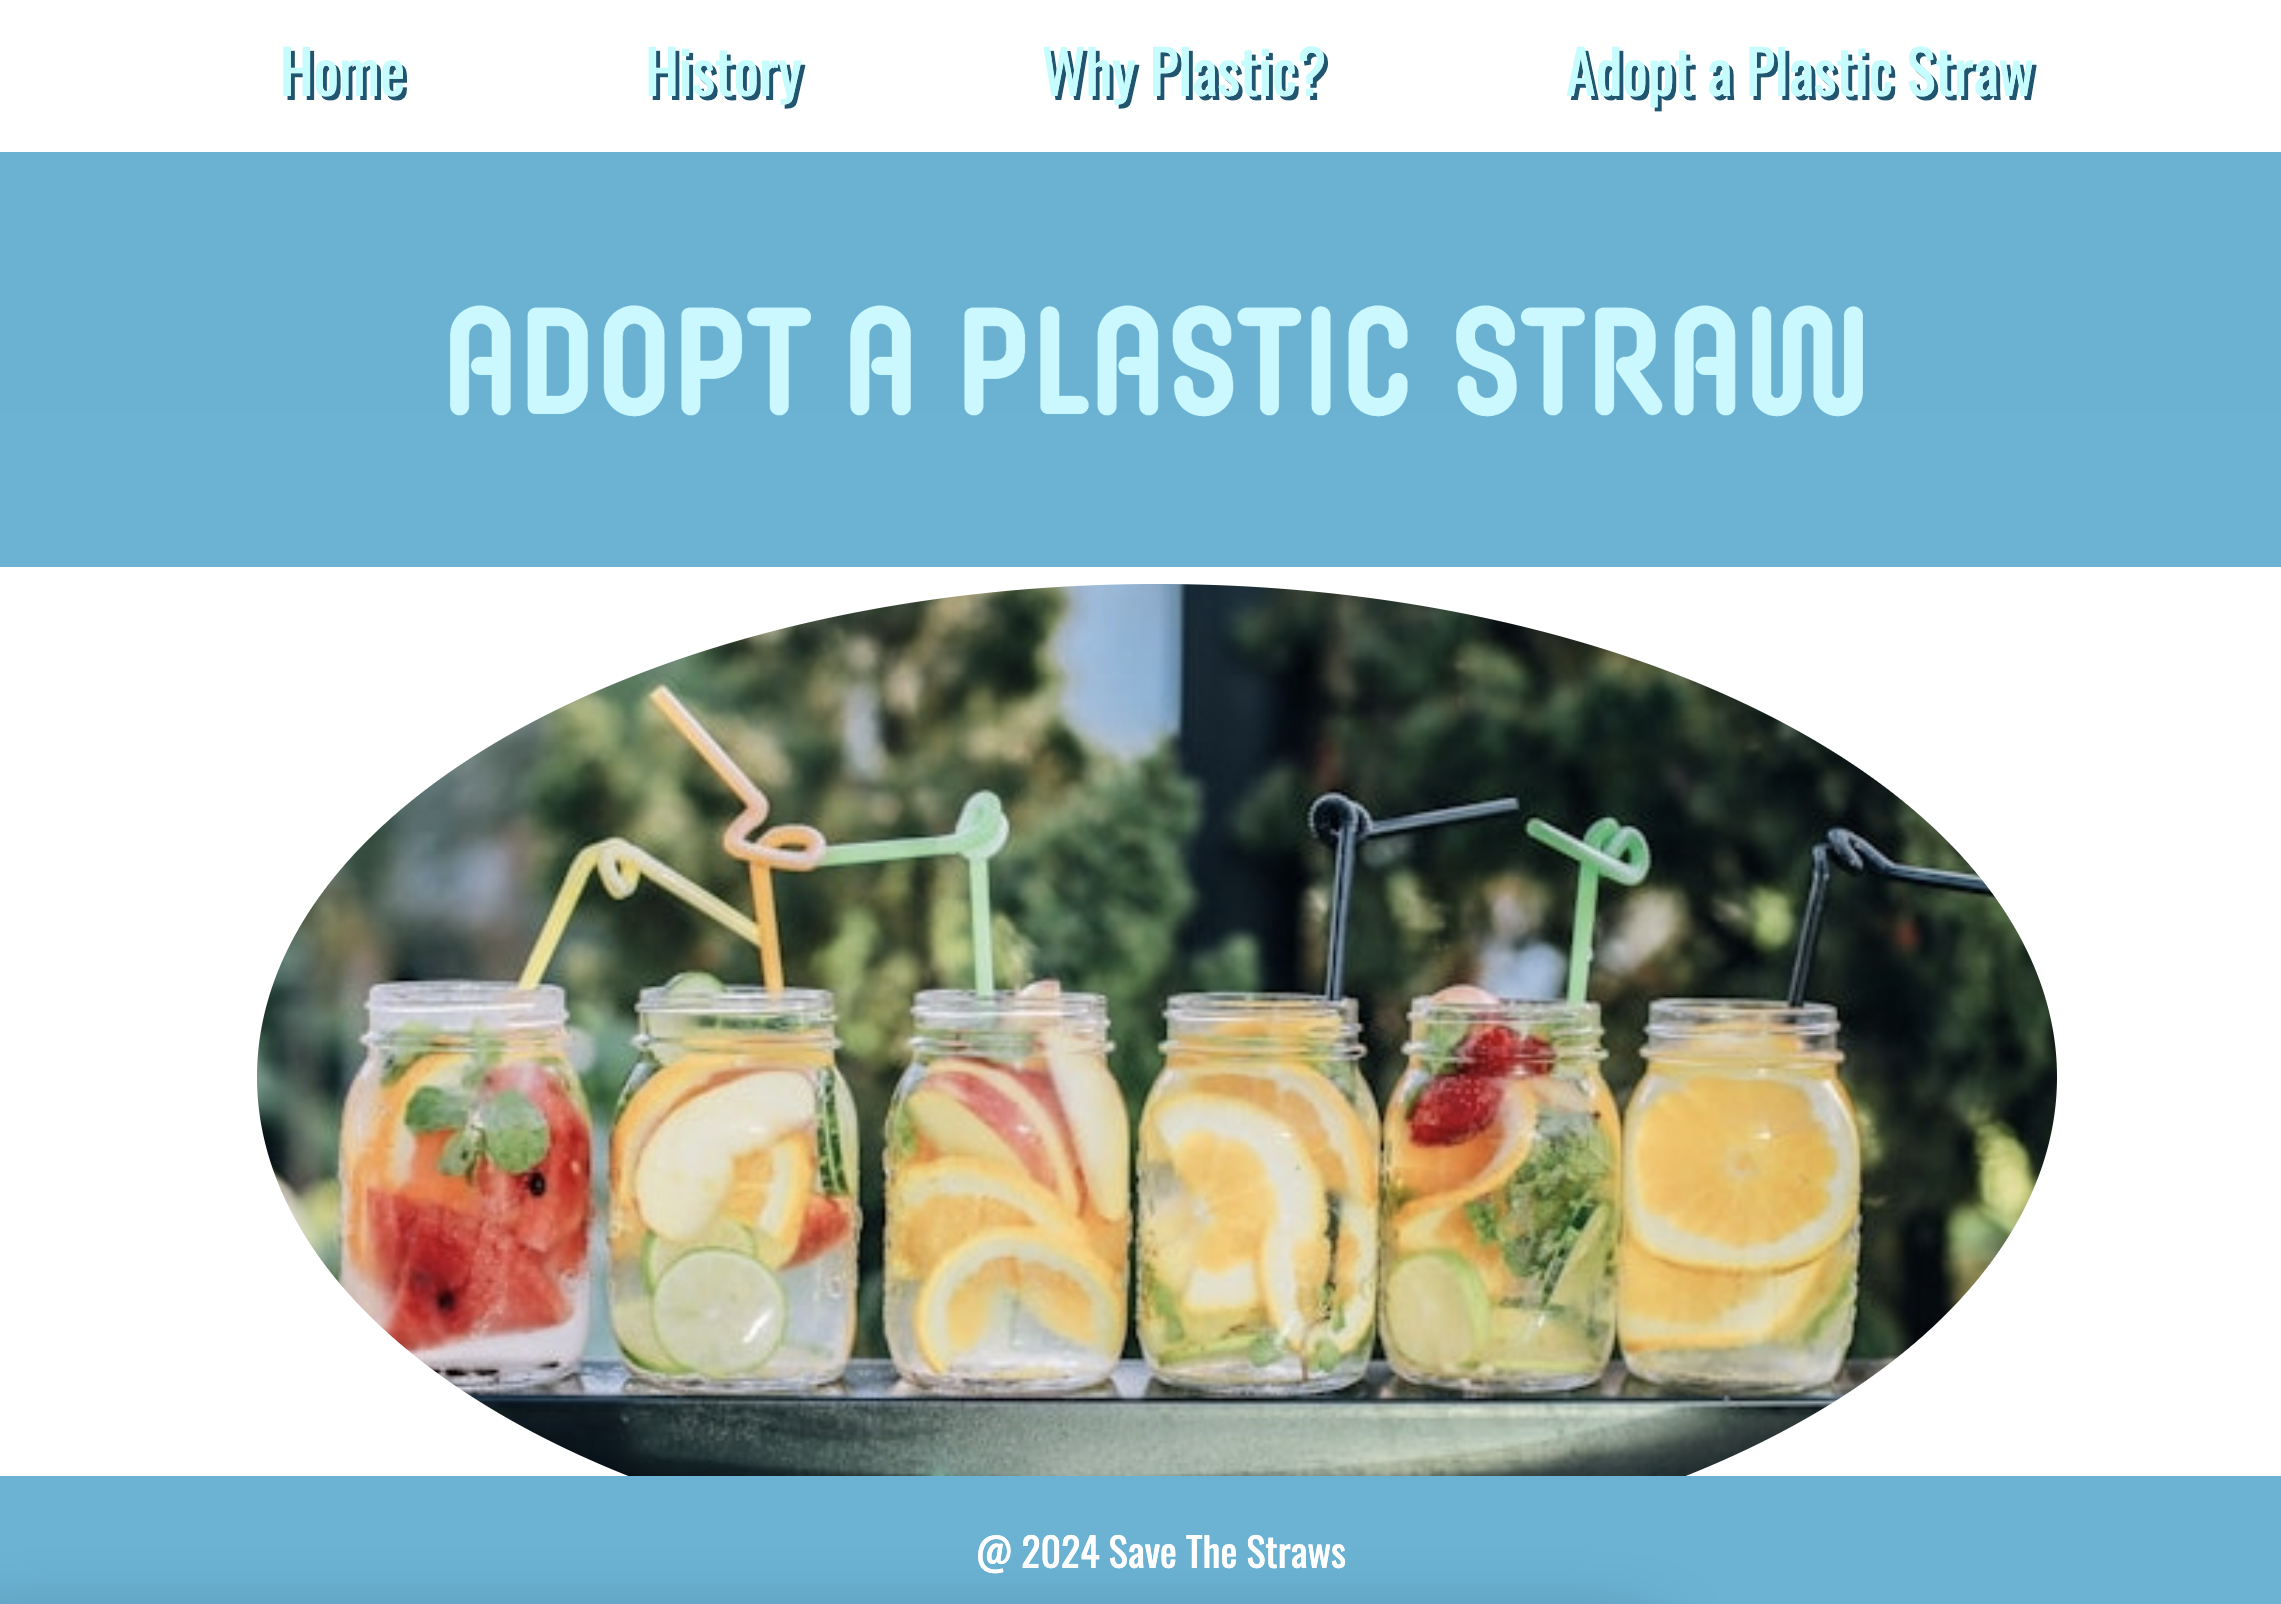 Home History Why Plastic? Adopt a Plastic Straw
ADOPT A PLASTIC STRAW
@ 2024 Save The Straws